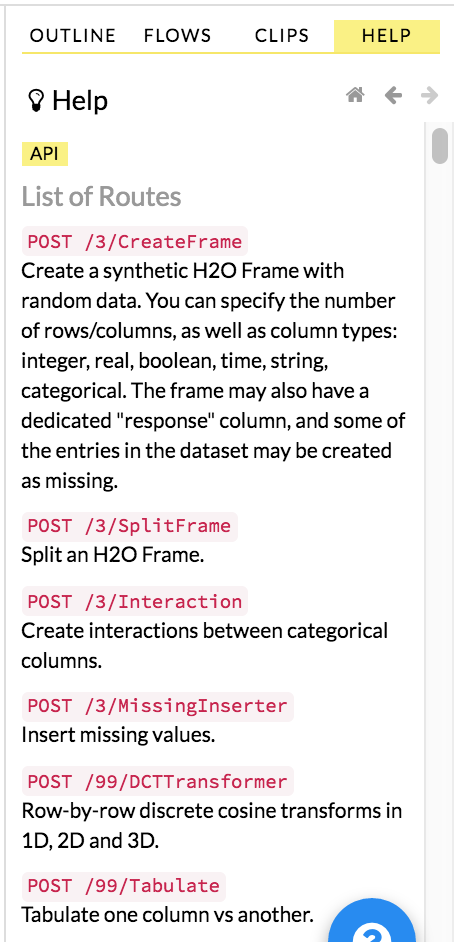 OUTLINE FLOWS CLIPS HELP
Help
API
List of Routes
POST /3/CreateFrame
Create a synthetic H2O Frame with
random data. You can specify the number
of rows/columns, as well as column types:
integer, real, boolean, time, string,
categorical. The frame may also have a
dedicated "response" column, and some of
the entries in the dataset may be created
as missing.
POST /3/SplitFrame
Split an H2O Frame.
POST /3/Interaction
Create interactions between categorical
columns.
POST /3/MissingInserter
Insert missing values.
POST /99/DCTTransformer
Row-by-row discrete cosine transforms in
1D, 2D and 3D.
POST /99/Tabulate
Tabulate one column vs another.
?